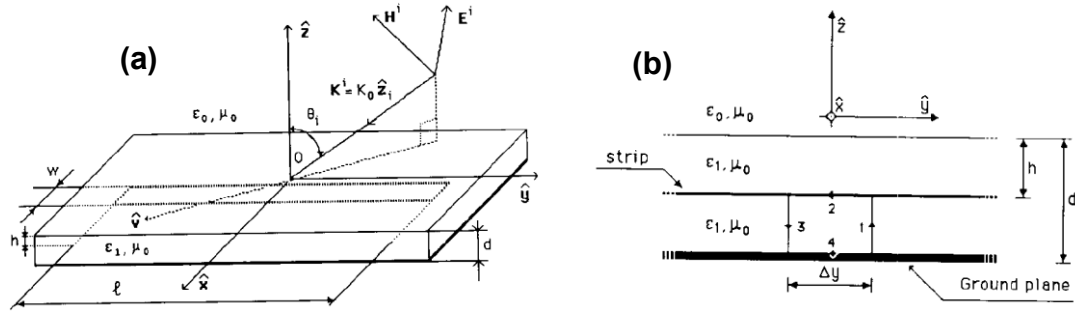 (a)
ẑ
Hⁱ
Eⁱ
Kⁱ = K₀ ẑᵢ
ε₀, μ₀
θᵢ
O
W
ŷ
v̂
h
ε₁, μ₀
d
x̂
ℓ
(b)
ẑ
x̂
ŷ
ε₀, μ₀
ε₁, μ₀
strip
h
d
2
ε₁, μ₀
3
1
4
Δy
Ground plane